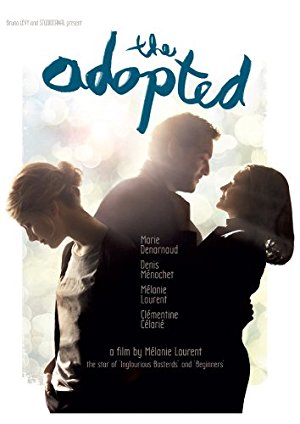 Bruno LEVY and STUDIOCANAL present
the
adopted
Marie
Denarnaud
Denis
Ménochet
Mélanie
Laurent
Clémentine
Célarié
a film by Mélanie Laurent
the star of 'Inglourious Basterds' and 'Beginners'